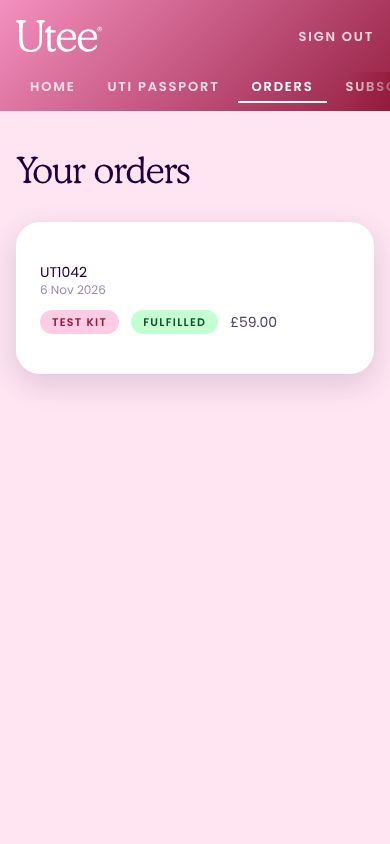 Utee®
SIGN OUT
HOME UTI PASSPORT ORDERS
Your orders
UT1042
6 Nov 2026
TEST KIT FULFILLED £59.00